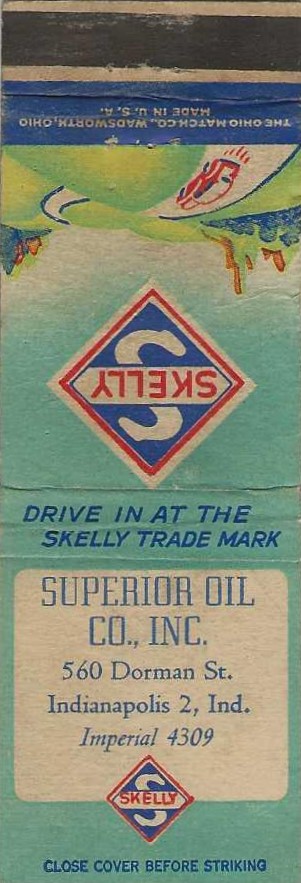 THE OHIO MATCH CO., WADSWORTH, OHIO
MADE IN U. S. A.
SKELLY
S
DRIVE IN AT THE
SKELLY TRADE MARK
SUPERIOR OIL
CO., INC.
560 Dorman St.
Indianapolis 2, Ind.
Imperial 4309
S
SKELLY
CLOSE COVER BEFORE STRIKING